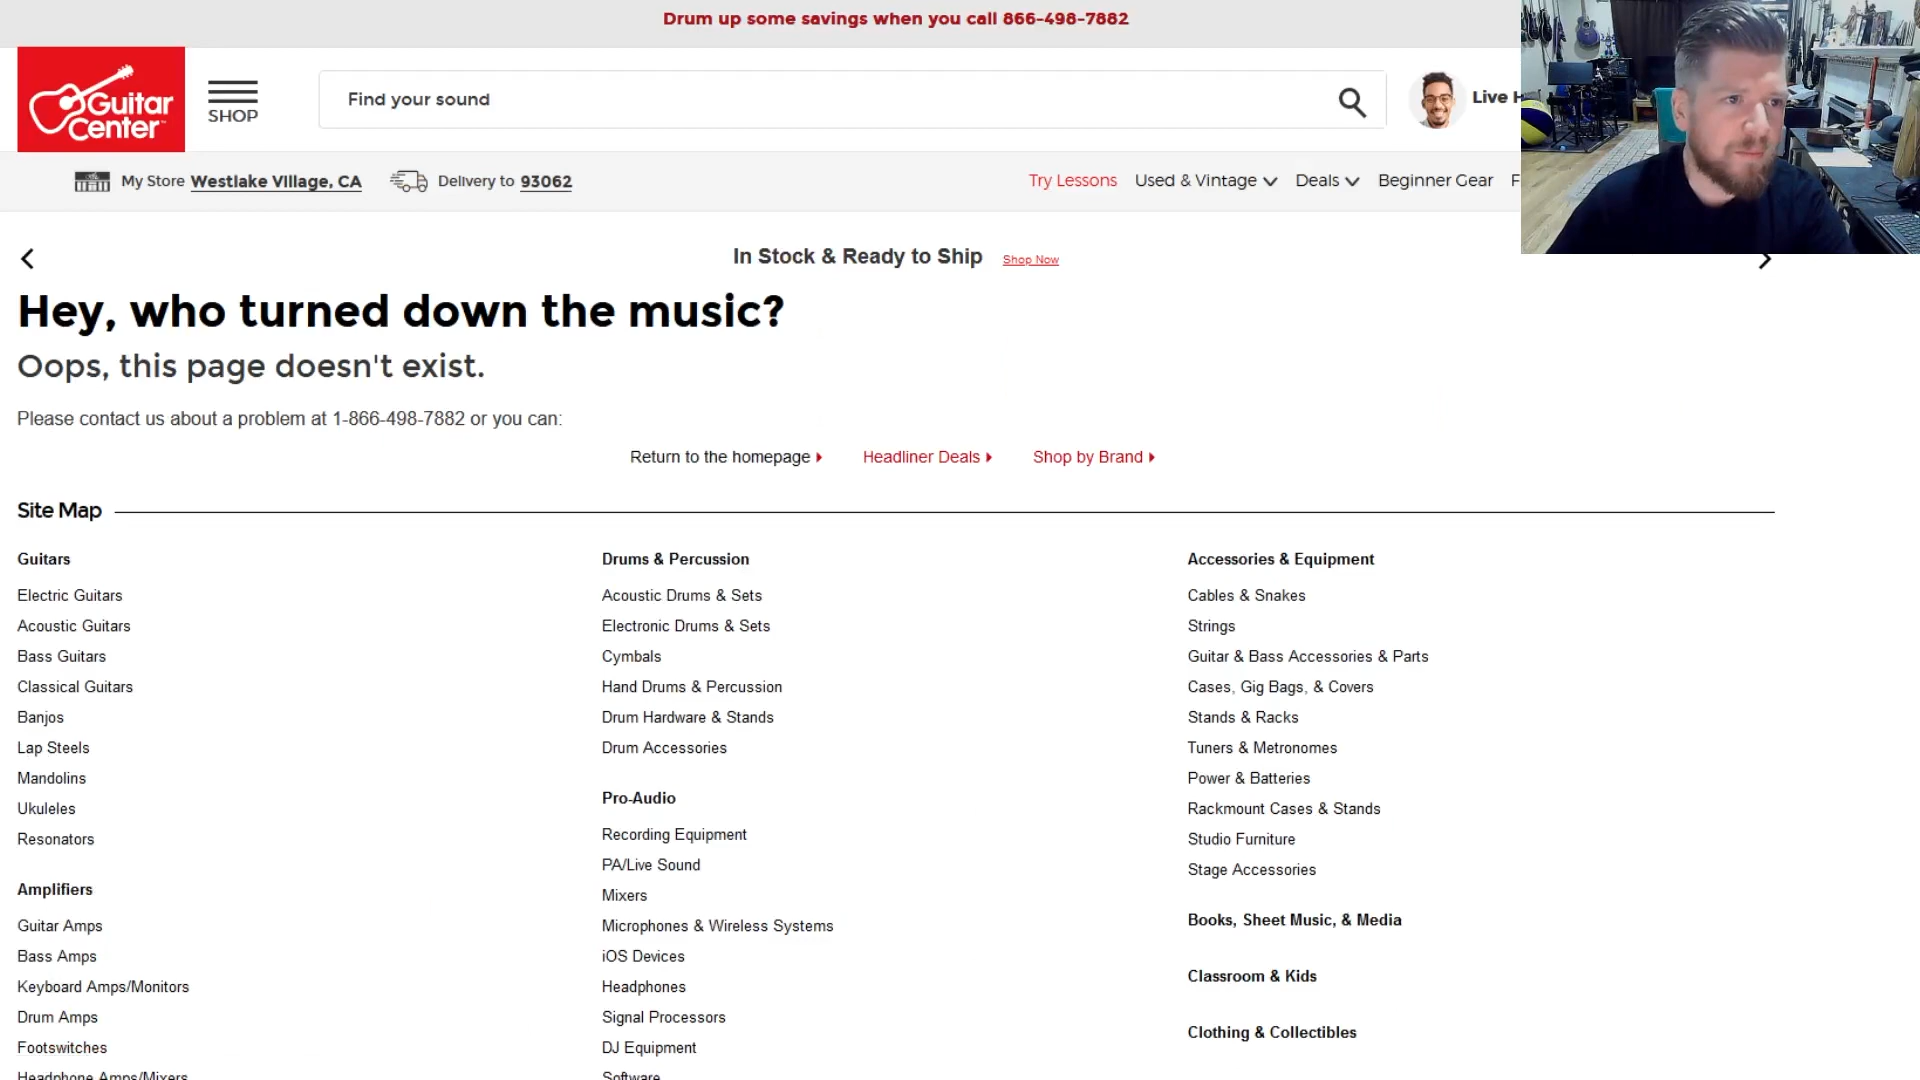 Drum up some savings when you call 866-498-7882
Guitar
Center
SHOP
Find your sound
Live H
My Store Westlake Village, CA
Delivery to 93062
Try Lessons
Used & Vintage
Deals
Beginner Gear
F
In Stock & Ready to Ship
Shop Now
Hey, who turned down the music?
Oops, this page doesn't exist.
Please contact us about a problem at 1-866-498-7882 or you can:
Return to the homepage
Headliner Deals
Shop by Brand
Site Map
Guitars
Electric Guitars
Acoustic Guitars
Bass Guitars
Classical Guitars
Banjos
Lap Steels
Mandolins
Ukuleles
Resonators
Amplifiers
Guitar Amps
Bass Amps
Keyboard Amps/Monitors
Drum Amps
Footswitches
Headphone Amps/Mixers
Drums & Percussion
Acoustic Drums & Sets
Electronic Drums & Sets
Cymbals
Hand Drums & Percussion
Drum Hardware & Stands
Drum Accessories
Pro-Audio
Recording Equipment
PA/Live Sound
Mixers
Microphones & Wireless Systems
iOS Devices
Headphones
Signal Processors
DJ Equipment
Software
Accessories & Equipment
Cables & Snakes
Strings
Guitar & Bass Accessories & Parts
Cases, Gig Bags, & Covers
Stands & Racks
Tuners & Metronomes
Power & Batteries
Rackmount Cases & Stands
Studio Furniture
Stage Accessories
Books, Sheet Music, & Media
Classroom & Kids
Clothing & Collectibles